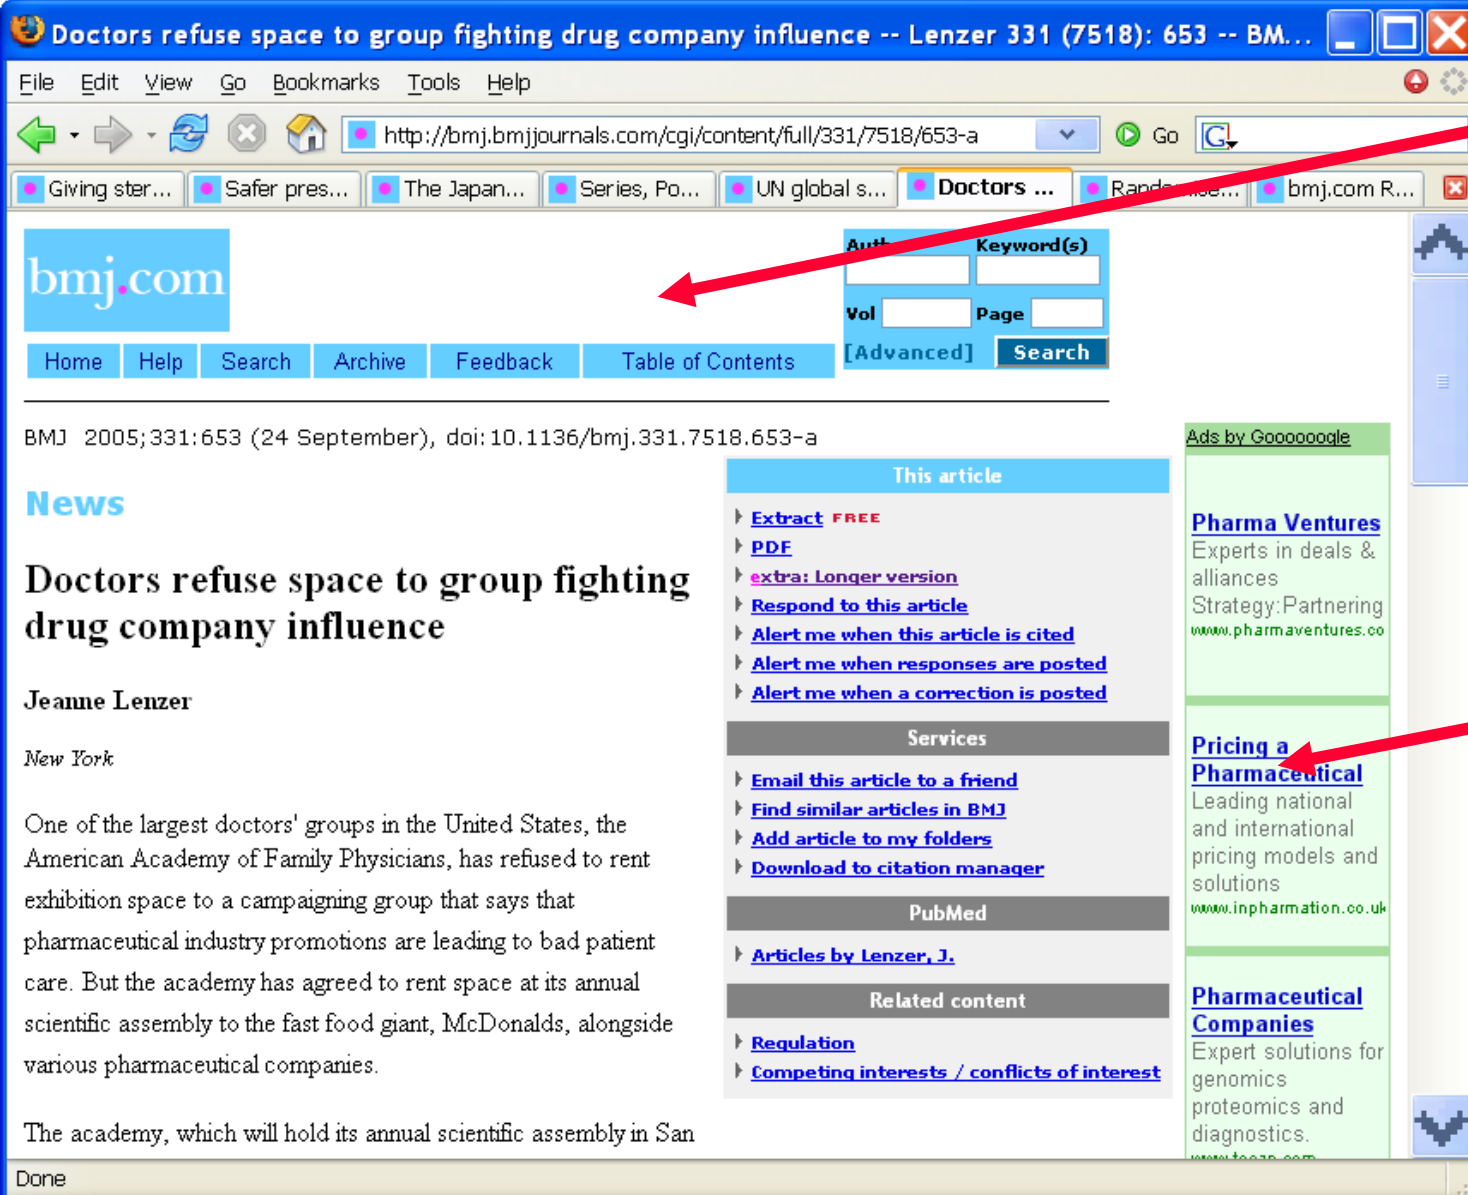 Doctors refuse space to group fighting drug company influence -- Lenzer 331 (7518): 653 -- BM...
File Edit View Go Bookmarks Tools Help
http://bmj.bmjjournals.com/cgi/content/full/331/7518/653-a Go G
Giving ster... Safer pres... The Japan... Series, Po... UN global s... Doctors ... bmj.com R...
bmj.com
Keyword(s)
Vol Page
[Advanced] Search
Home Help Search Archive Feedback Table of Contents
BMJ 2005;331:653 (24 September), doi:10.1136/bmj.331.7518.653-a
News
Doctors refuse space to group fighting
drug company influence
Jeanne Lenzer
New York
One of the largest doctors' groups in the United States, the
American Academy of Family Physicians, has refused to rent
exhibition space to a campaigning group that says that
pharmaceutical industry promotions are leading to bad patient
care. But the academy has agreed to rent space at its annual
scientific assembly to the fast food giant, McDonalds, alongside
various pharmaceutical companies.
The academy, which will hold its annual scientific assembly in San
This article
Extract FREE
PDF
extra: Longer version
Respond to this article
Alert me when this article is cited
Alert me when responses are posted
Alert me when a correction is posted
Services
Email this article to a friend
Find similar articles in BMJ
Add article to my folders
Download to citation manager
PubMed
Articles by Lenzer, J.
Related content
Regulation
Competing interests / conflicts of interest
Ads by Goooooogle
Pharma Ventures
Experts in deals &
alliances
Strategy:Partnering
www.pharmaventures.co
Pricing a
Pharmaceutical
Leading national
and international
pricing models and
solutions
www.inpharmation.co.uk
Pharmaceutical
Companies
Expert solutions for
genomics
proteomics and
diagnostics.
Done